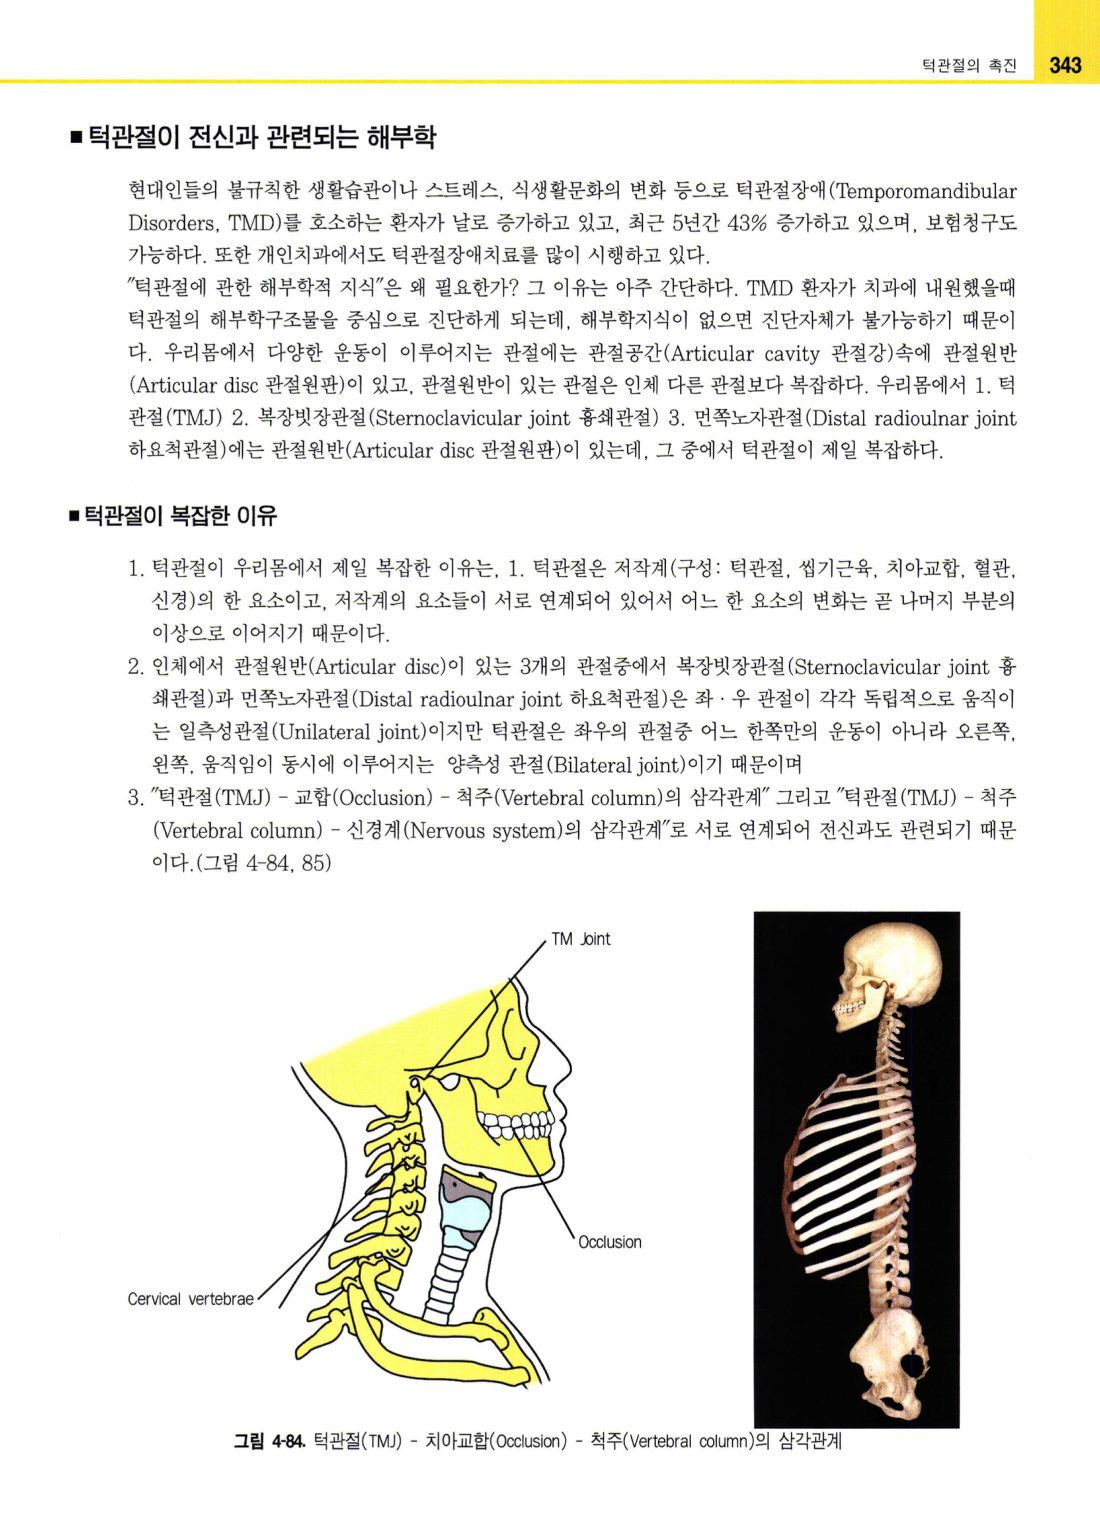 턱관절의 촉진 343
■ 턱관절이 전신과 관련되는 해부학
현대인들의 불규칙한 생활습관이나 스트레스, 식생활문화의 변화 등으로 턱관절장애(Temporomandibular
Disorders, TMD)를 호소하는 환자가 날로 증가하고 있고, 최근 5년간 43% 증가하고 있으며, 보험청구도
가능하다. 또한 개인치과에서도 턱관절장애치료를 많이 시행하고 있다.
"턱관절에 관한 해부학적 지식"은 왜 필요한가? 그 이유는 아주 간단하다. TMD 환자가 치과에 내원했을때
턱관절의 해부학구조물을 중심으로 진단하게 되는데, 해부학지식이 없으면 진단자체가 불가능하기 때문이
다. 우리몸에서 다양한 운동이 이루어지는 관절에는 관절공간(Articular cavity 관절강)속에 관절원반
(Articular disc 관절원판)이 있고, 관절원반이 있는 관절은 인체 다른 관절보다 복잡하다. 우리몸에서 1. 턱
관절(TMJ) 2. 복장빗장관절(Sternoclavicular joint 흉쇄관절) 3. 먼쪽노자관절(Distal radioulnar joint
하요척관절)에는 관절원반(Articular disc 관절원판)이 있는데, 그 중에서 턱관절이 제일 복잡하다.
■ 턱관절이 복잡한 이유
1. 턱관절이 우리몸에서 제일 복잡한 이유는, 1. 턱관절은 저작계(구성: 턱관절, 씹기근육, 치아교합, 혈관,
신경)의 한 요소이고, 저작계의 요소들이 서로 연계되어 있어서 어느 한 요소의 변화는 곧 나머지 부분의
이상으로 이어지기 때문이다.
2. 인체에서 관절원반(Articular disc)이 있는 3개의 관절중에서 복장빗장관절(Sternoclavicular joint 흉
쇄관절)과 먼쪽노자관절(Distal radioulnar joint 하요척관절)은 좌 · 우 관절이 각각 독립적으로 움직이
는 일측성관절(Unilateral joint)이지만 턱관절은 좌우의 관절중 어느 한쪽만의 운동이 아니라 오른쪽,
왼쪽, 움직임이 동시에 이루어지는 양측성 관절(Bilateral joint)이기 때문이며
3. "턱관절(TMJ) - 교합(Occlusion) - 척주(Vertebral column)의 삼각관계" 그리고 "턱관절(TMJ) - 척주
(Vertebral column) - 신경계(Nervous system)의 삼각관계"로 서로 연계되어 전신과도 관련되기 때문
이다.(그림 4-84, 85)
TM Joint
Occlusion
Cervical vertebrae
그림 4-84. 턱관절(TMJ) - 치아교합(Occlusion) - 척주(Vertebral column)의 삼각관계